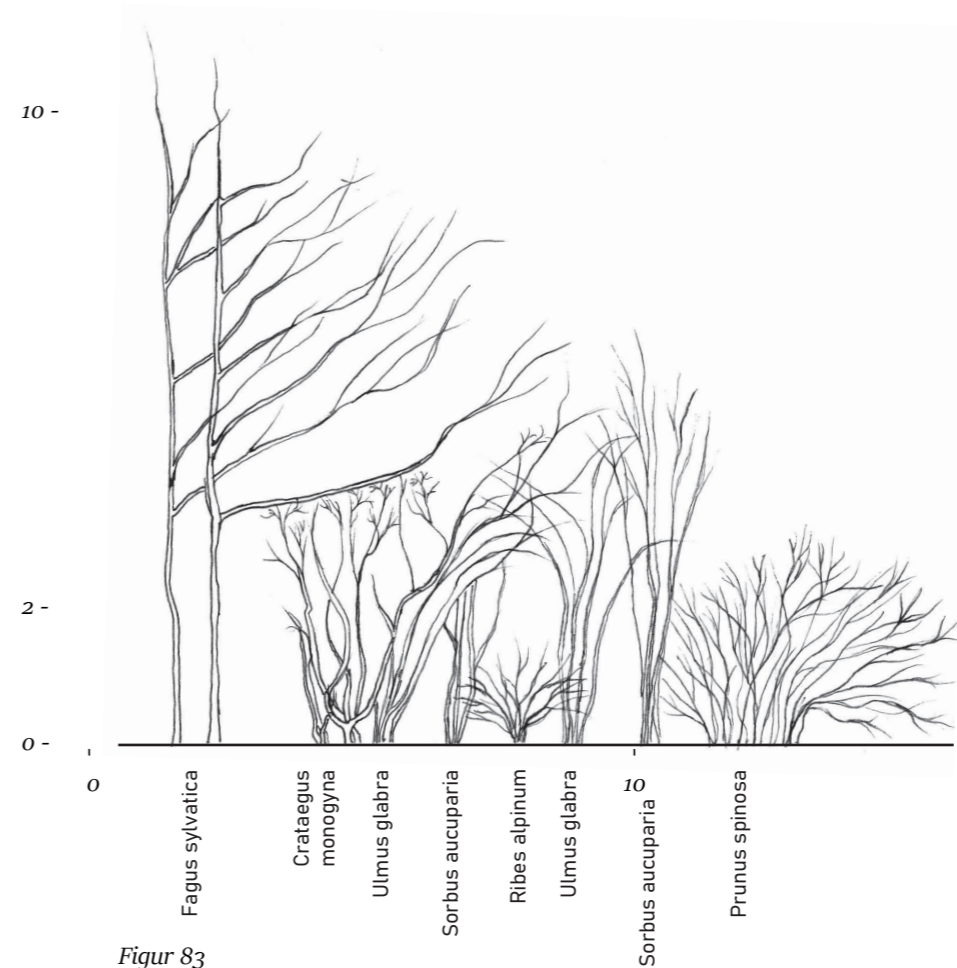 10 -
2 -
0 -
0
10
Fagus sylvatica
Crataegus
monogyna
Ulmus glabra
Sorbus aucuparia
Ribes alpinum
Ulmus glabra
Sorbus aucuparia
Prunus spinosa
Figur 83